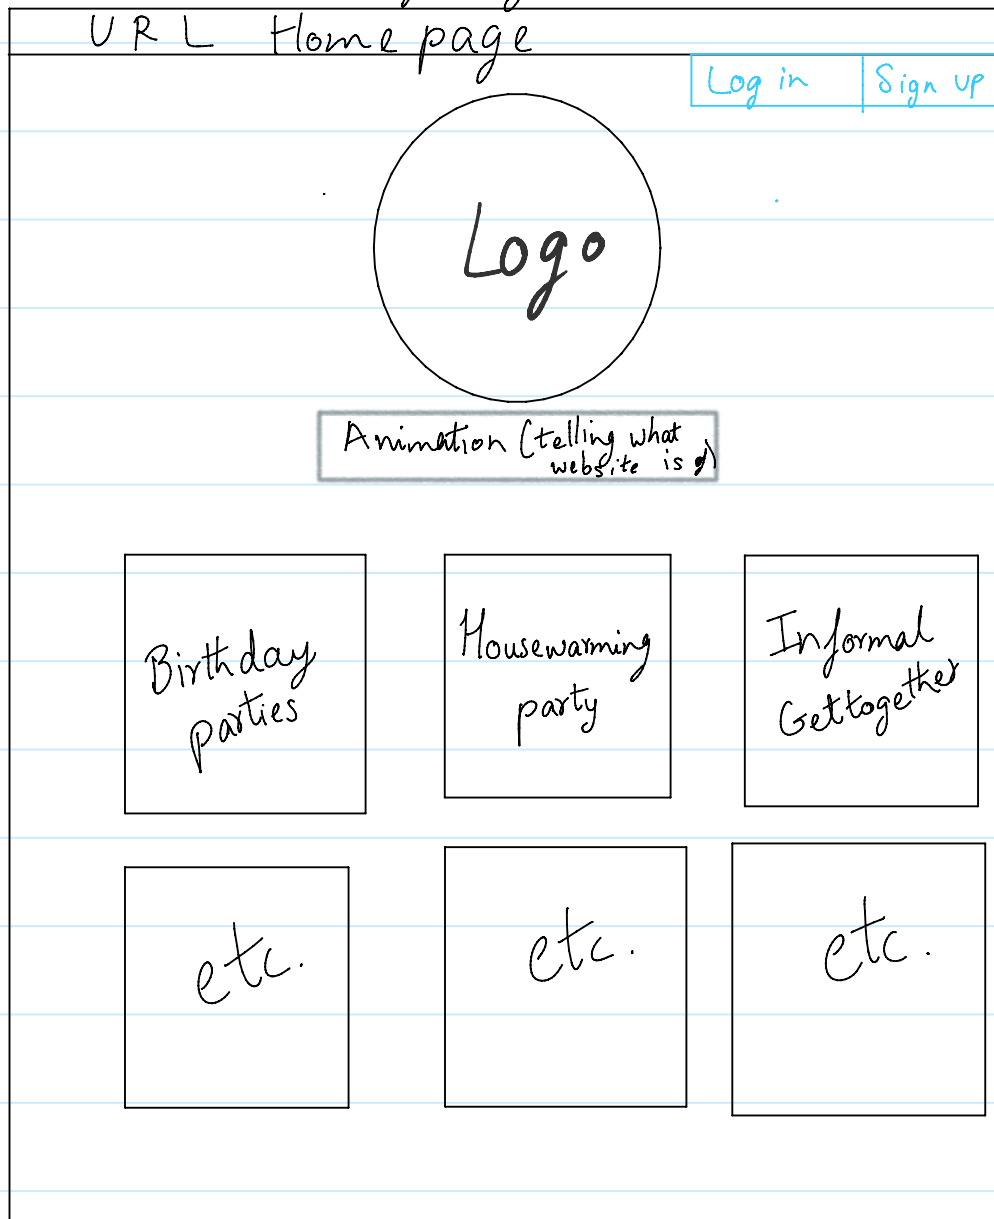 URL Homepage
Log in
Sign up
Logo
Animation (telling what
website is
Birthday
parties
Housewarming
party
Informal
Gettogether
etc.
etc.
etc.